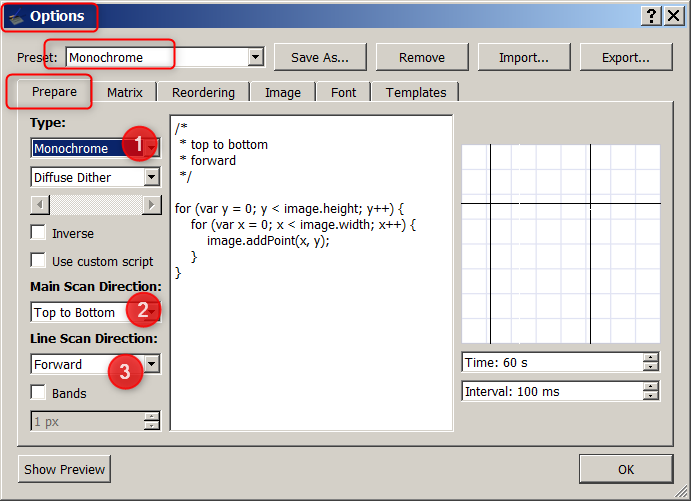 Options
?
Preset: Monochrome Save As... Remove Import... Export...
Prepare Matrix Reordering Image Font Templates
Type:
Monochrome 1
Diffuse Dither
Inverse
Use custom script
Main Scan Direction:
Top to Bottom 2
Line Scan Direction:
Forward 3
Bands
1 px
/*
* top to bottom
* forward
*/
for (var y = 0; y < image.height; y++) {
for (var x = 0; x < image.width; x++) {
image.addPoint(x, y);
}
}
Time: 60 s
Interval: 100 ms
Show Preview OK